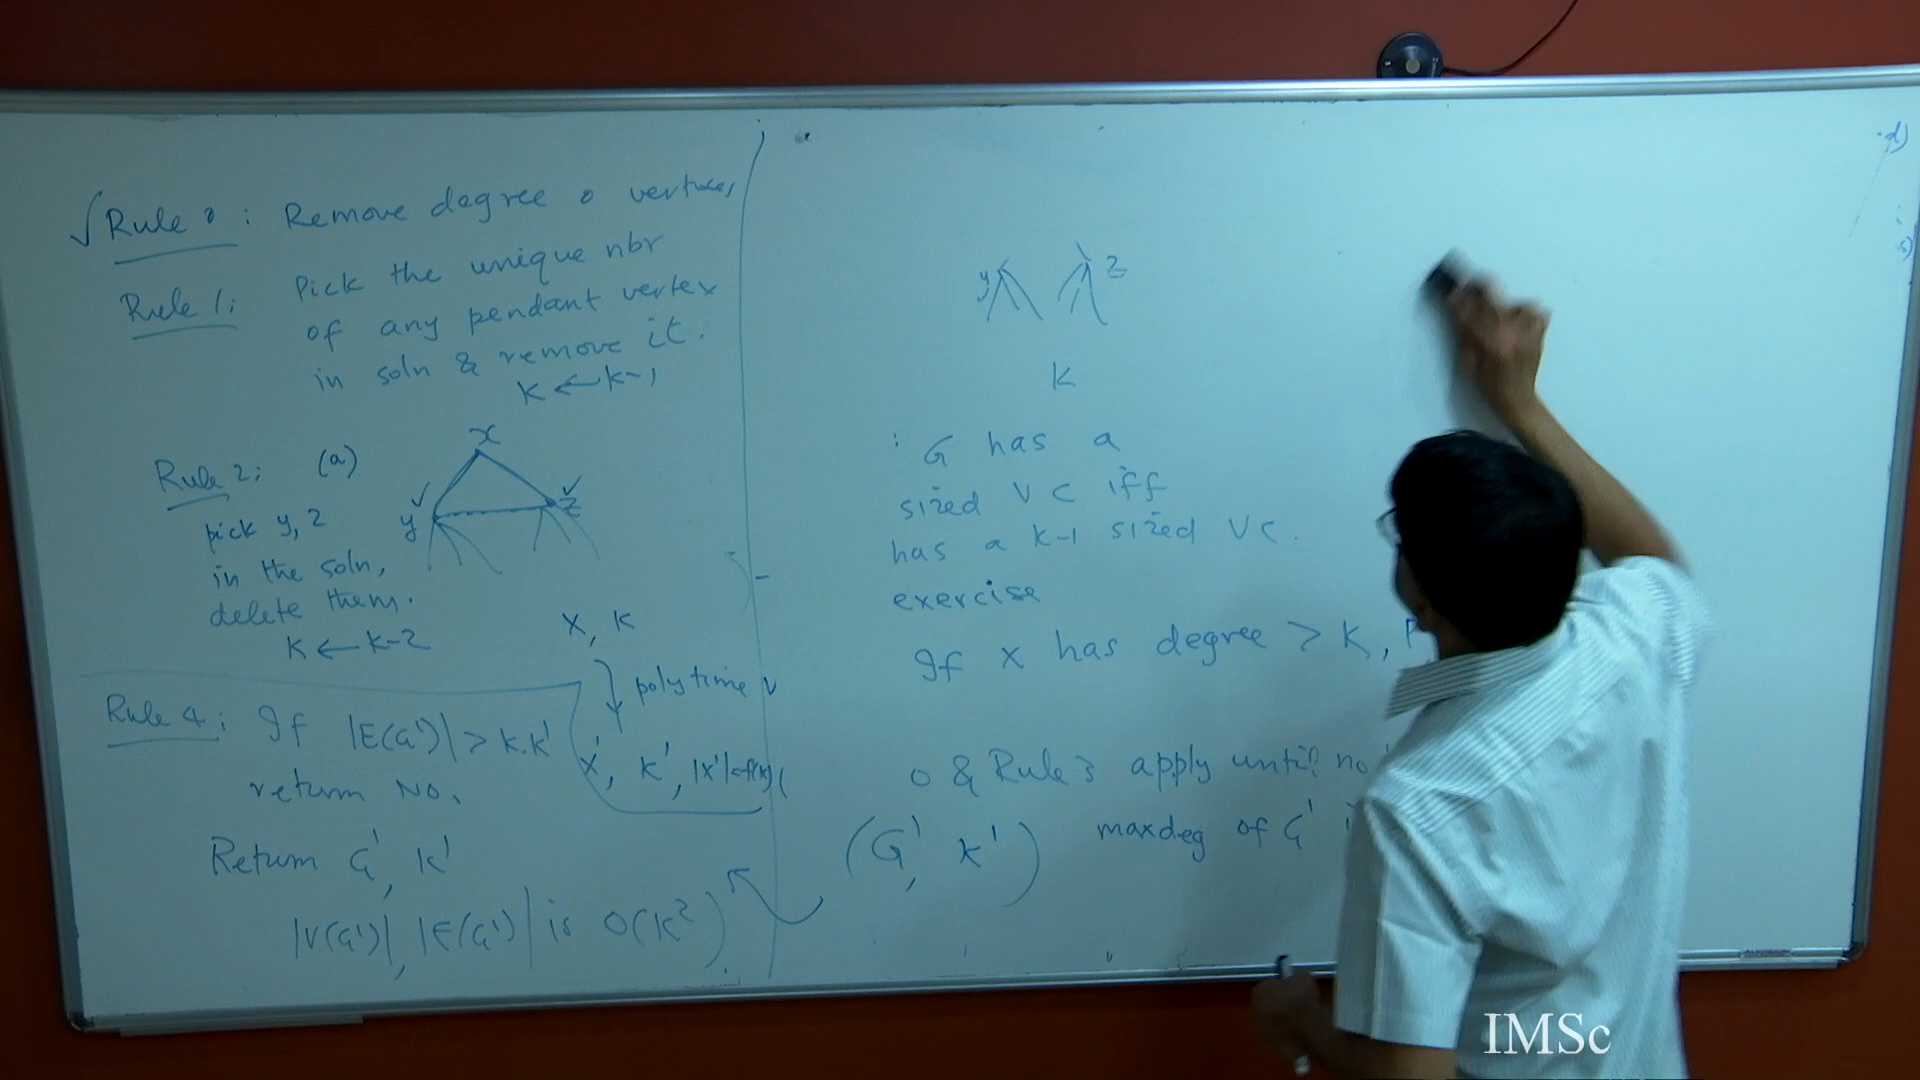 √ Rule 0 : Remove degree 0 vertices
Rule 1: Pick the unique nbr
of any pendant vertex
in soln & remove it.
k ← k-1
Rule 2: (a)
x
y
z
pick y, z
in the soln,
delete them.
k ← k-2
x, k
poly time
x', k',
Rule 4: If |E(G')| > k.k'
return NO.
Return G', k'
|V(G')|, |E(G')| is O(k²)
y z
k
: G has a
sized VC iff
has a k-1 sized VC.
exercise
If x has degree > k,
0 & Rule 3 apply until no
(G', k') maxdeg of G'
IMSc